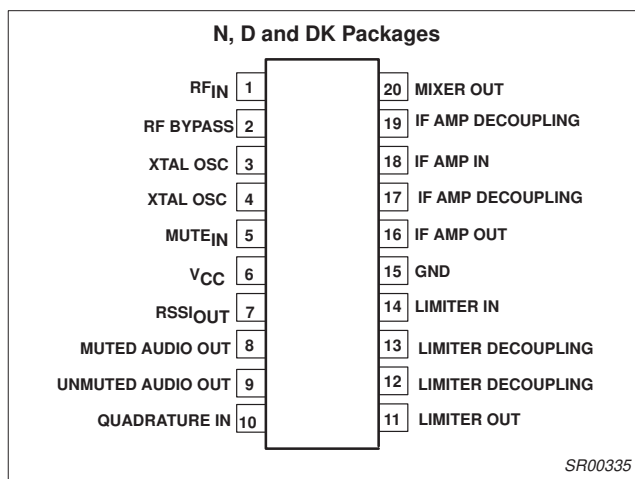 N, D and DK Packages
RFIN 1
RF BYPASS 2
XTAL OSC 3
XTAL OSC 4
MUTEIN 5
VCC 6
RSSIOUT 7
MUTED AUDIO OUT 8
UNMUTED AUDIO OUT 9
QUADRATURE IN 10
20 MIXER OUT
19 IF AMP DECOUPLING
18 IF AMP IN
17 IF AMP DECOUPLING
16 IF AMP OUT
15 GND
14 LIMITER IN
13 LIMITER DECOUPLING
12 LIMITER DECOUPLING
11 LIMITER OUT
SR00335